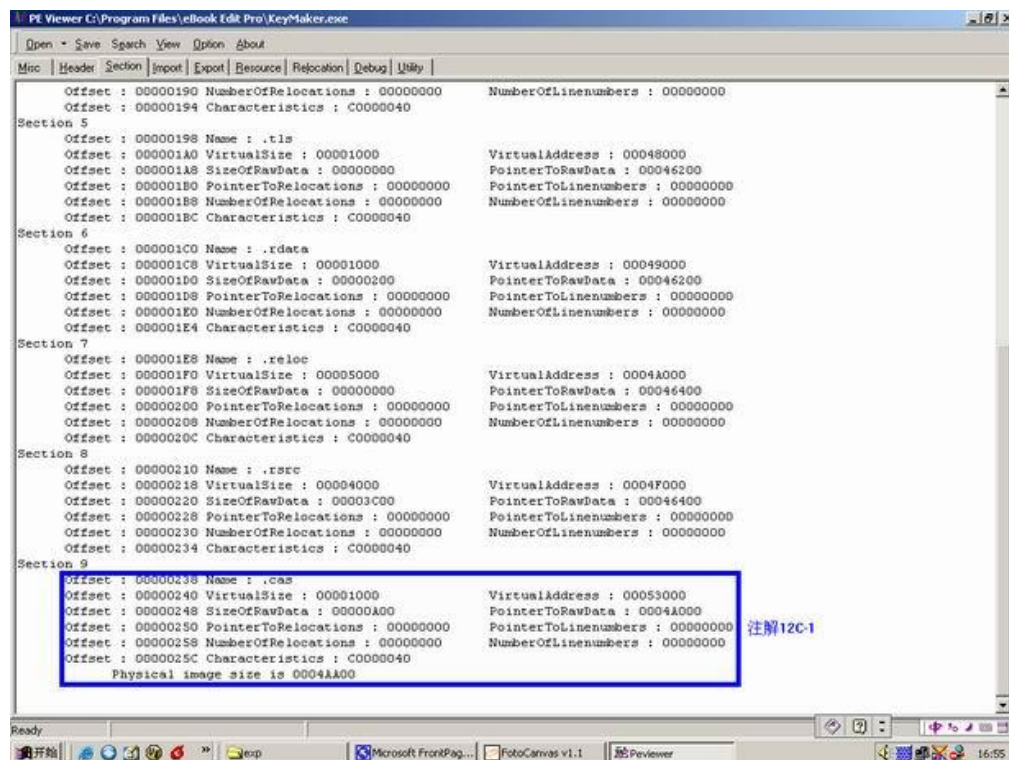 PE Viewer C:\Program Files\eBook Edit Pro\KeyMaker.exe
Open Save Search View Option About
Misc Header Section Import Export Resource Relocation Debug Utility
Offset : 00000190 NumberOfRelocations : 00000000 NumberOfLinenumbers : 00000000
Offset : 00000194 Characteristics : C0000040
Section 5
Offset : 00000198 Name : .tls
Offset : 000001A0 VirtualSize : 00001000 VirtualAddress : 00048000
Offset : 000001A8 SizeOfRawData : 00000000 PointerToRawData : 00046200
Offset : 000001B0 PointerToRelocations : 00000000 PointerToLinenumbers : 00000000
Offset : 000001B8 NumberOfRelocations : 00000000 NumberOfLinenumbers : 00000000
Offset : 000001BC Characteristics : C0000040
Section 6
Offset : 000001C0 Name : .rdata
Offset : 000001C8 VirtualSize : 00001000 VirtualAddress : 00049000
Offset : 000001D0 SizeOfRawData : 00000200 PointerToRawData : 00046200
Offset : 000001D8 PointerToRelocations : 00000000 PointerToLinenumbers : 00000000
Offset : 000001E0 NumberOfRelocations : 00000000 NumberOfLinenumbers : 00000000
Offset : 000001E4 Characteristics : C0000040
Section 7
Offset : 000001E8 Name : .reloc
Offset : 000001F0 VirtualSize : 00005000 VirtualAddress : 0004A000
Offset : 000001F8 SizeOfRawData : 00000000 PointerToRawData : 00046400
Offset : 00000200 PointerToRelocations : 00000000 PointerToLinenumbers : 00000000
Offset : 00000208 NumberOfRelocations : 00000000 NumberOfLinenumbers : 00000000
Offset : 0000020C Characteristics : C0000040
Section 8
Offset : 00000210 Name : .rsrc
Offset : 00000218 VirtualSize : 00004000 VirtualAddress : 0004F000
Offset : 00000220 SizeOfRawData : 00003C00 PointerToRawData : 00046400
Offset : 00000228 PointerToRelocations : 00000000 PointerToLinenumbers : 00000000
Offset : 00000230 NumberOfRelocations : 00000000 NumberOfLinenumbers : 00000000
Offset : 00000234 Characteristics : C0000040
Section 9
Offset : 00000238 Name : .cas
Offset : 00000240 VirtualSize : 00001000 VirtualAddress : 00053000
Offset : 00000248 SizeOfRawData : 00000A00 PointerToRawData : 0004A000
Offset : 00000250 PointerToRelocations : 00000000 PointerToLinenumbers : 00000000 注解12C-1
Offset : 00000258 NumberOfRelocations : 00000000 NumberOfLinenumbers : 00000000
Offset : 0000025C Characteristics : C0000040
Physical image size is 0004AA00
Ready
中
开始 » exp Microsoft FrontPag... FotoCanvas v1.1 Peviewer 16:55